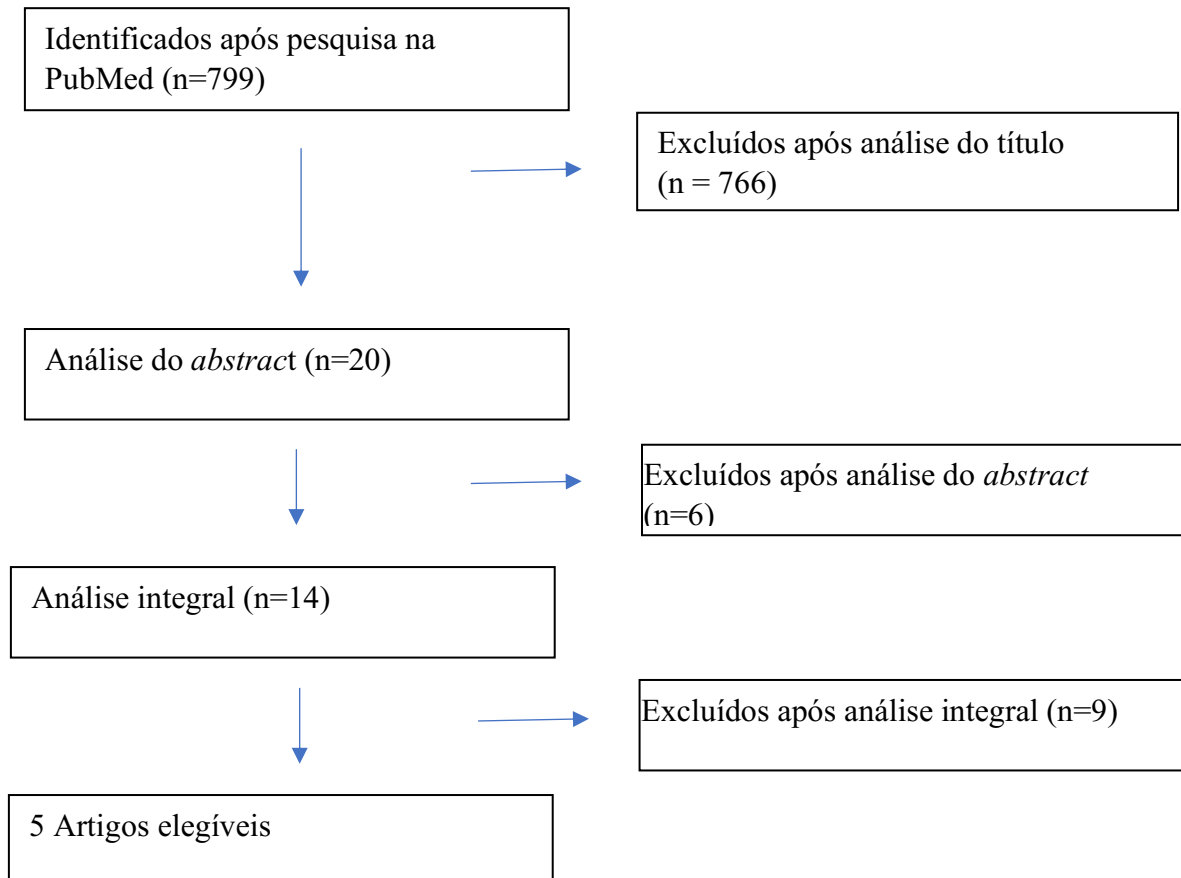 Identificados após pesquisa na
PubMed (n=799)
Excluídos após análise do título
(n = 766)
Análise do abstract (n=20)
Excluídos após análise do abstract
(n=6)
Análise integral (n=14)
Excluídos após análise integral (n=9)
5 Artigos elegíveis